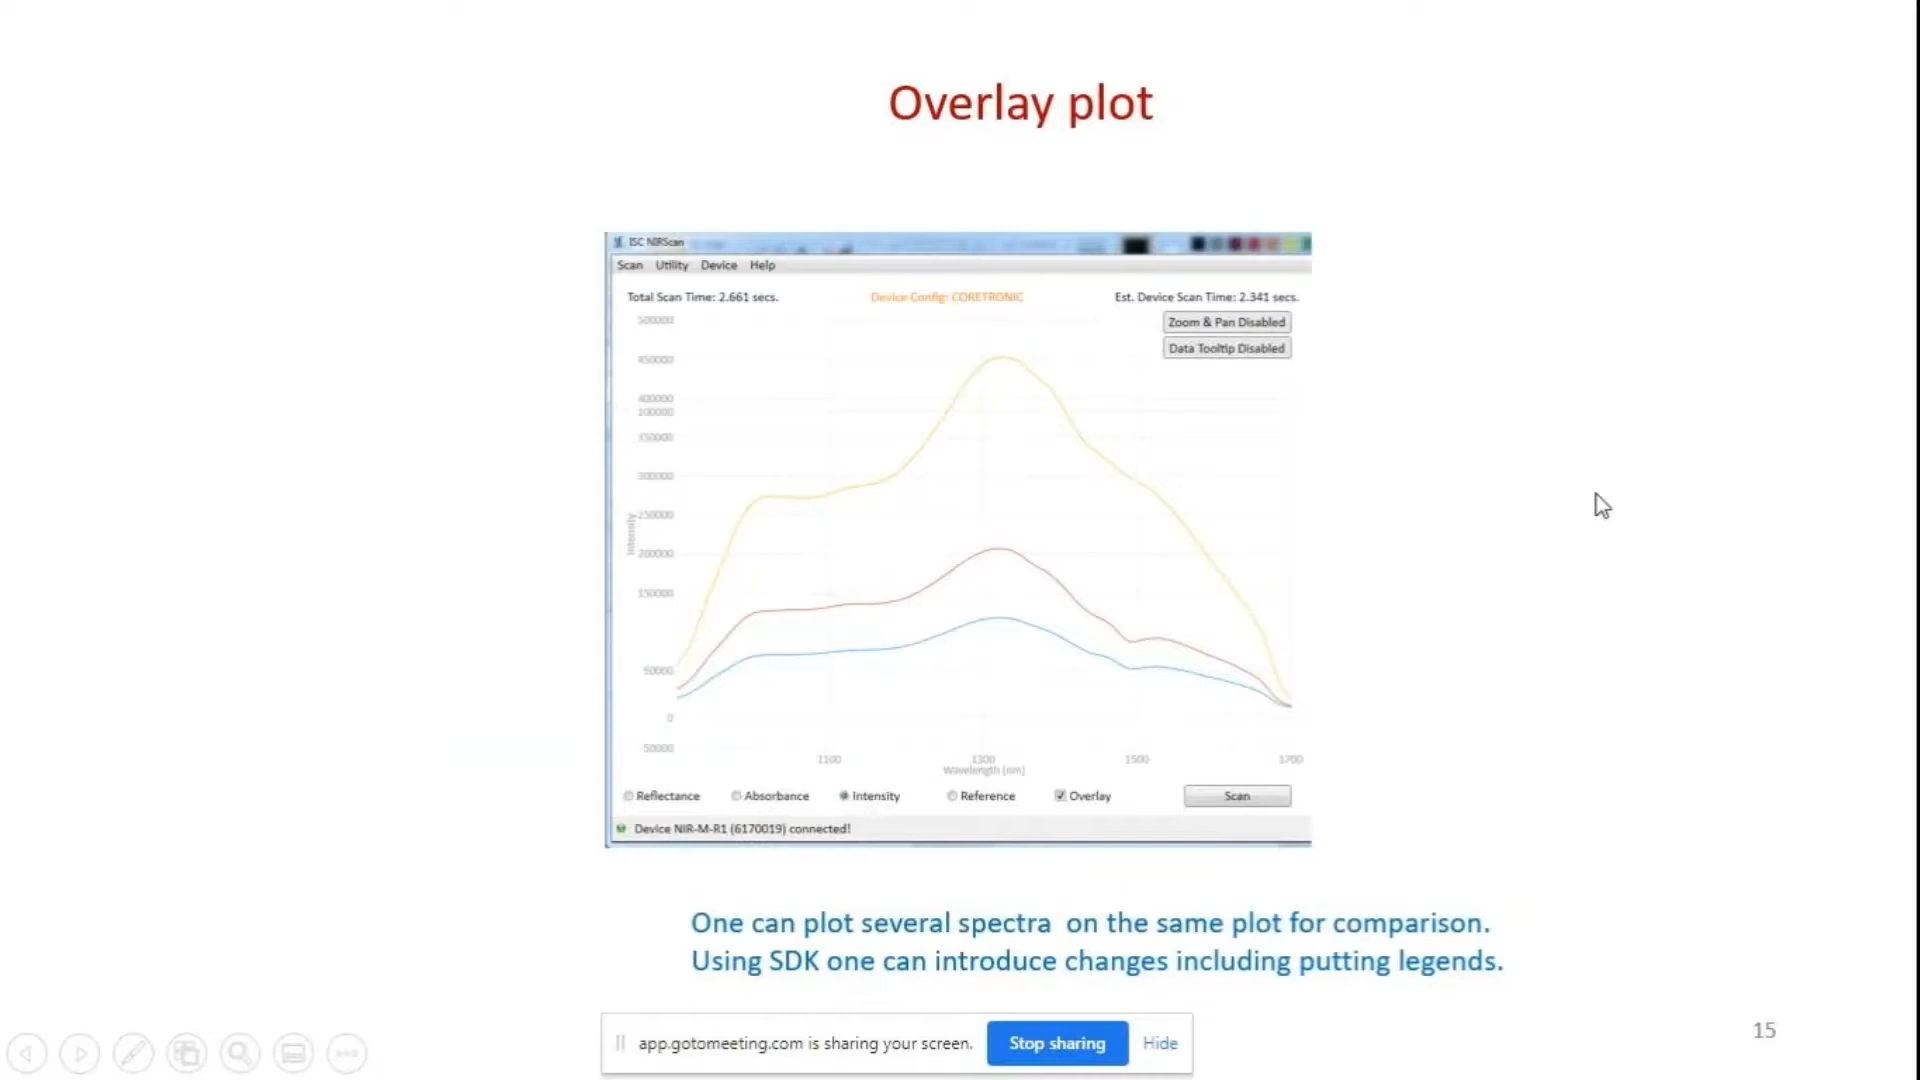 Overlay plot
ISC NIRScan
Scan Utility Device Help
Total Scan Time: 2.661 secs. Device Config: CORETRONIC Est. Device Scan Time: 2.341 secs.
Zoom & Pan Disabled
Data Tooltip Disabled
500000
450000
400000
100000
350000
300000
250000
200000
150000
50000
0
-50000
Intensity
1100 1300 1500 1700
Wavelength [nm]
Reflectance Absorbance Intensity Reference Overlay Scan
Device NIR-M-R1 (6170019) connected!
One can plot several spectra on the same plot for comparison.
Using SDK one can introduce changes including putting legends.
app.gotomeeting.com is sharing your screen. Stop sharing Hide
15